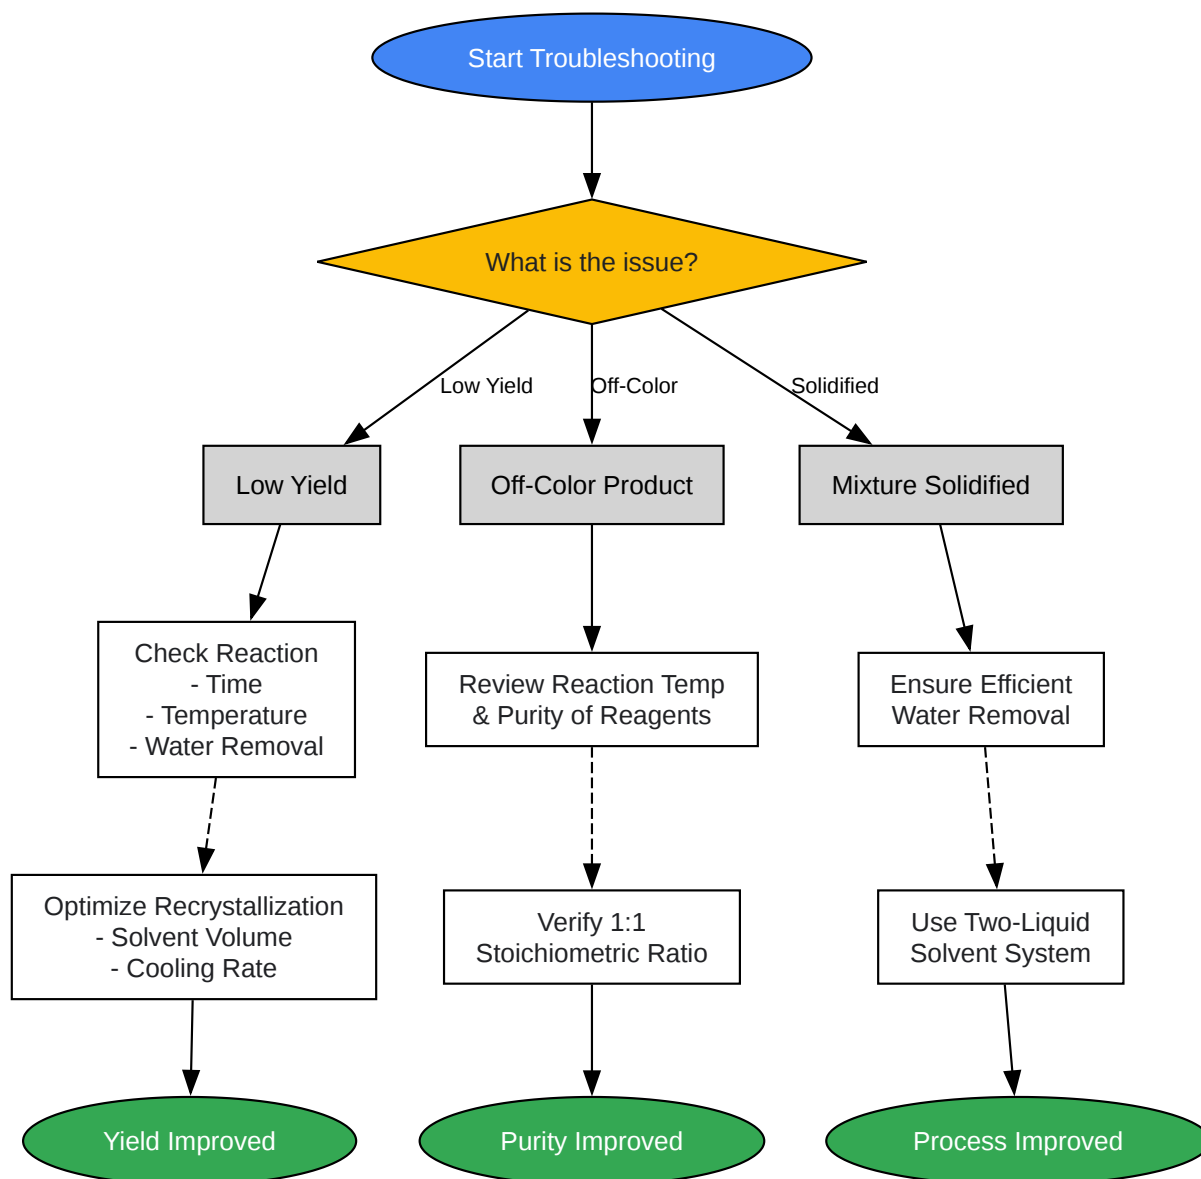 Start Troubleshooting
What is the issue?
Low Yield
Off-Color
Solidified
Low Yield
Off-Color Product
Mixture Solidified
Check Reaction
- Time
- Temperature
- Water Removal
Review Reaction Temp
& Purity of Reagents
Ensure Efficient
Water Removal
Optimize Recrystallization
- Solvent Volume
- Cooling Rate
Verify 1:1
Stoichiometric Ratio
Use Two-Liquid
Solvent System
Yield Improved
Purity Improved
Process Improved